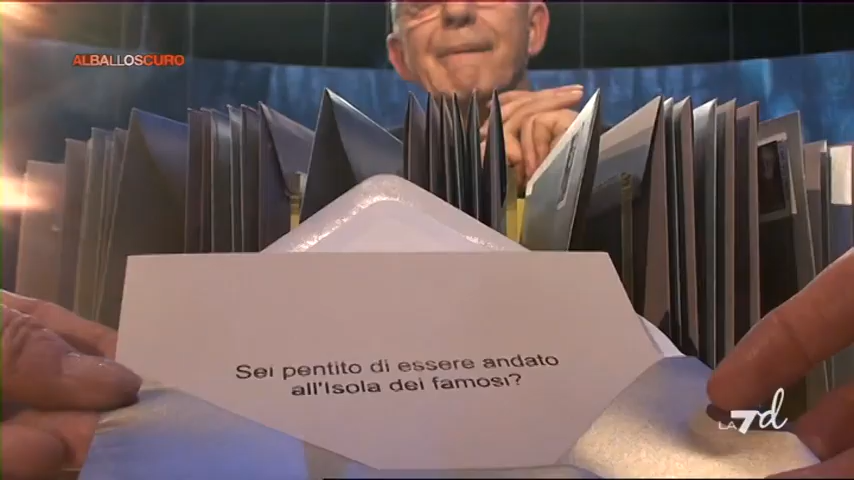 ALBALLOSCURO
Sei pentito di essere andato
all'Isola dei famosi?
LA7d